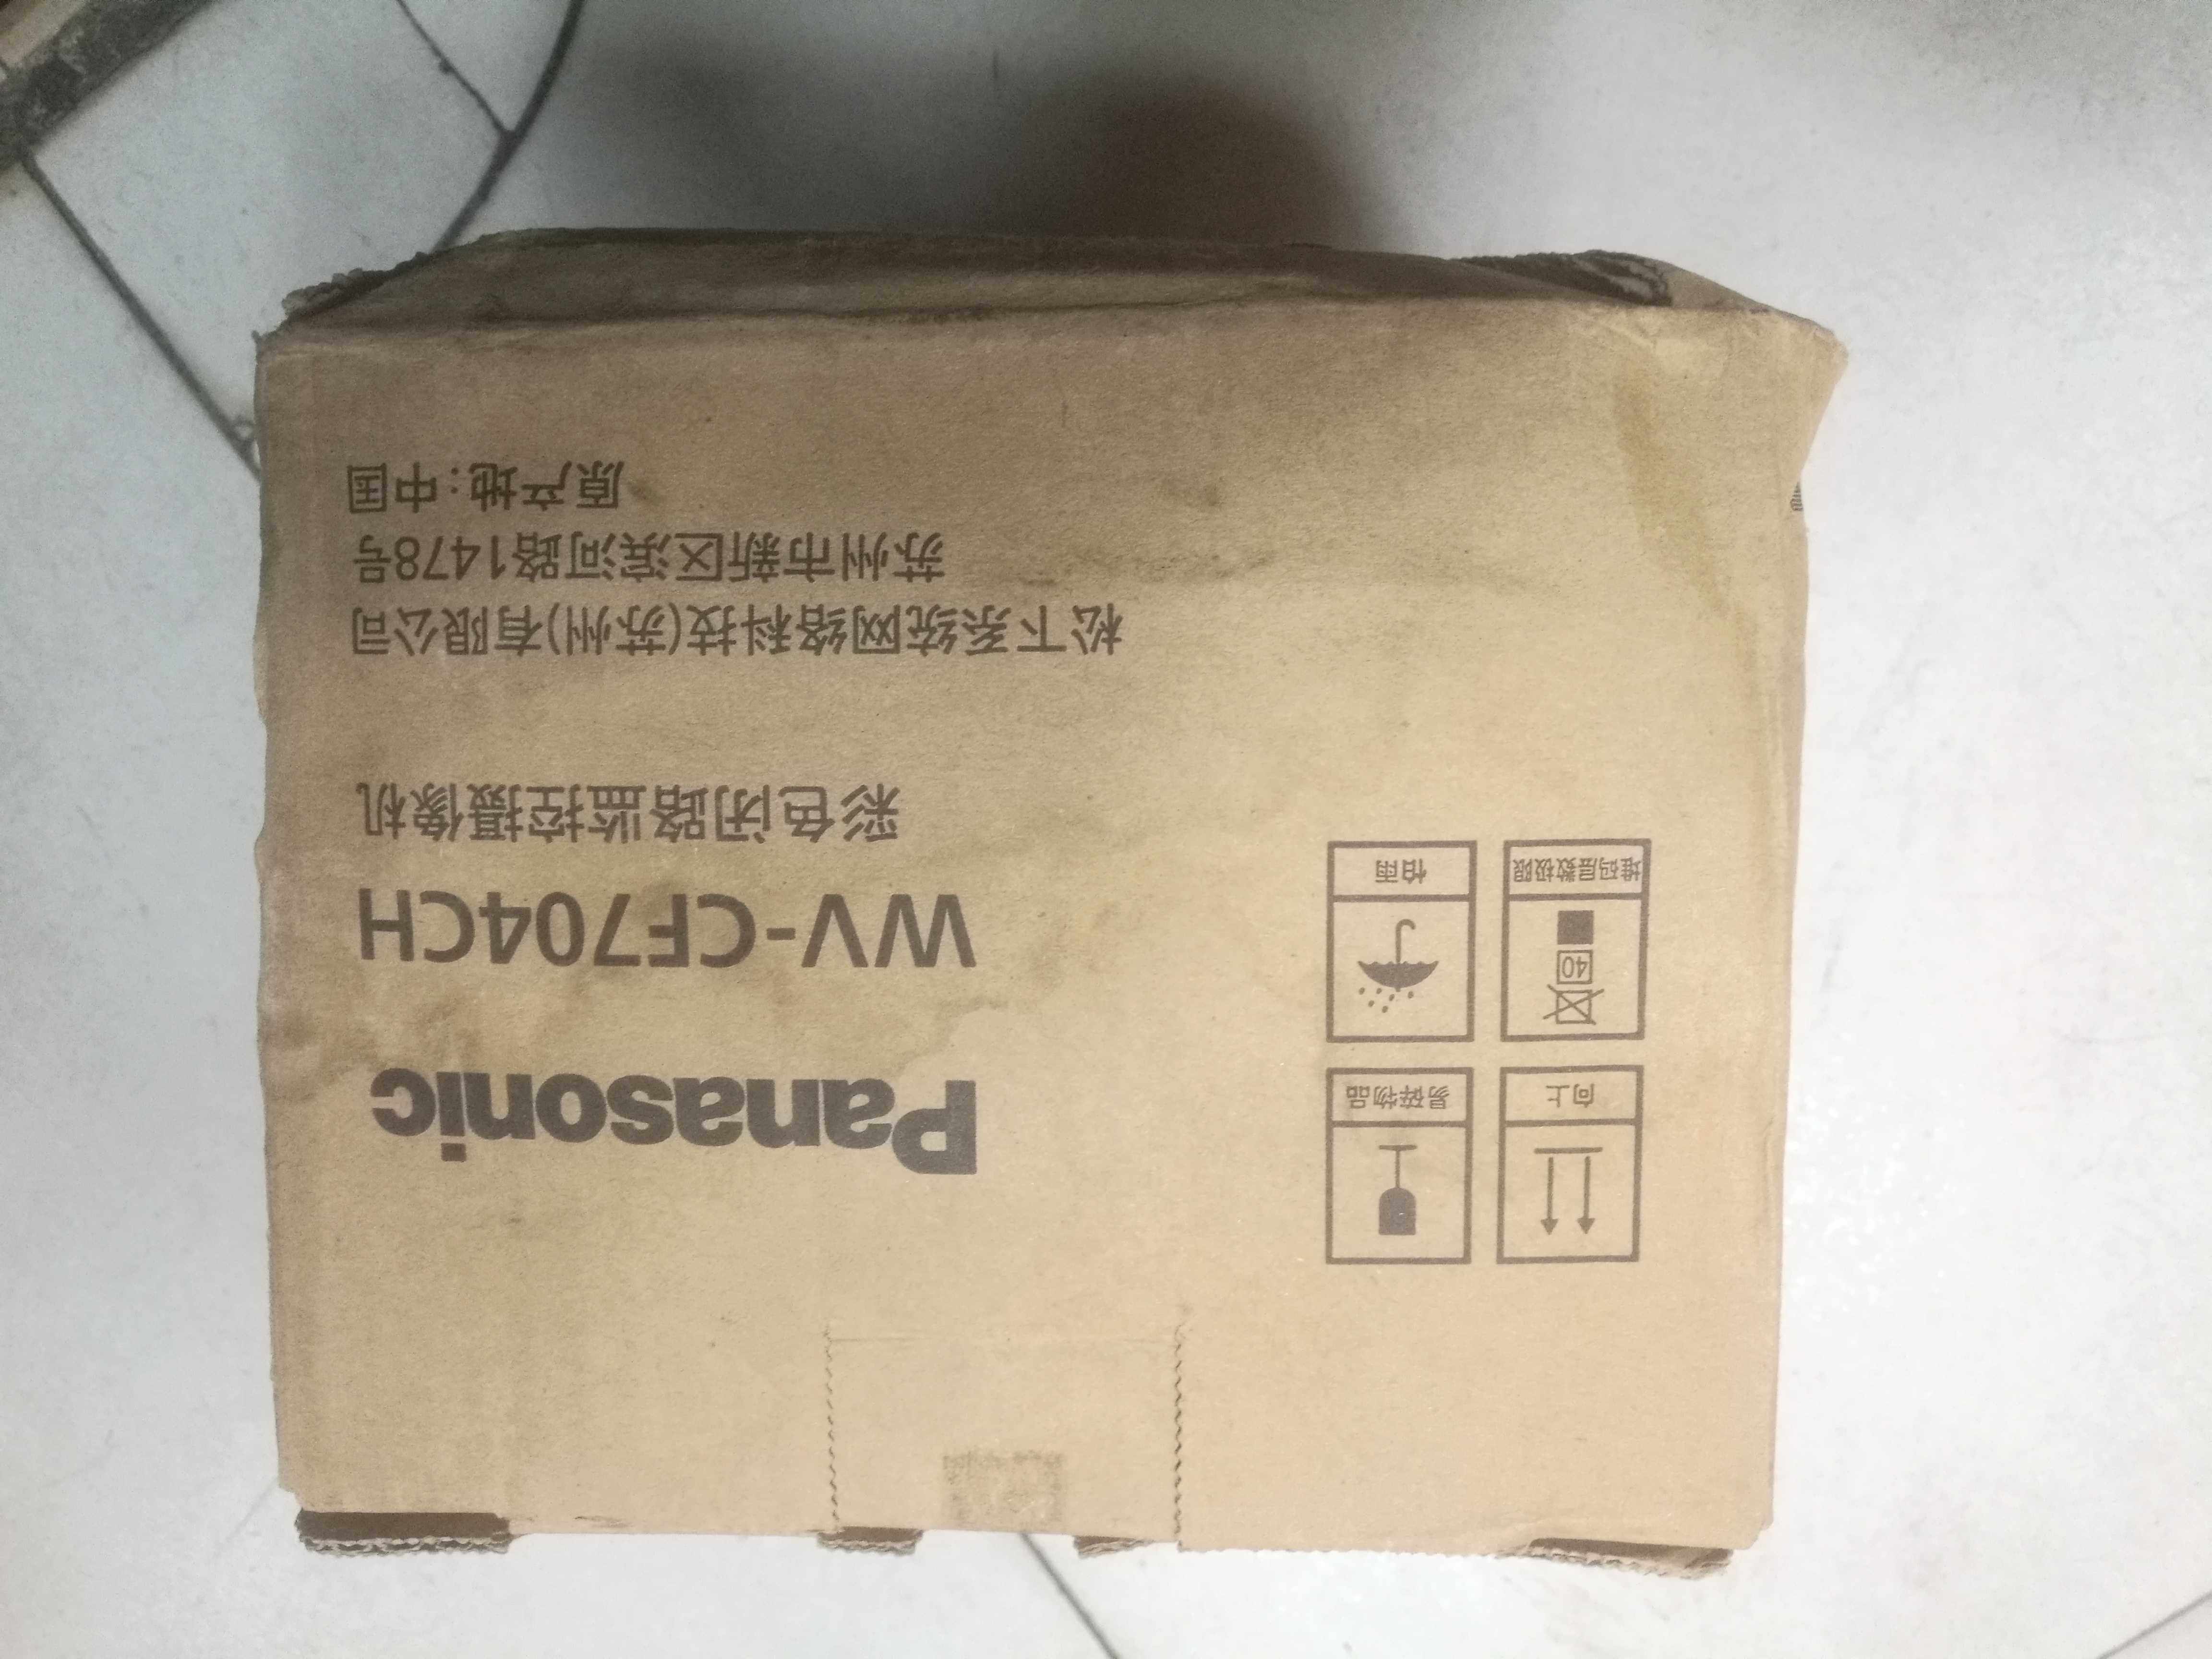 Panasonic
WV-CF704CH
彩色闭路监控摄像机
松下系统网络科技(苏州)有限公司
苏州市新区滨河路1478号
原产地:中国
向上
易碎物品
40
堆码层数极限
怕雨